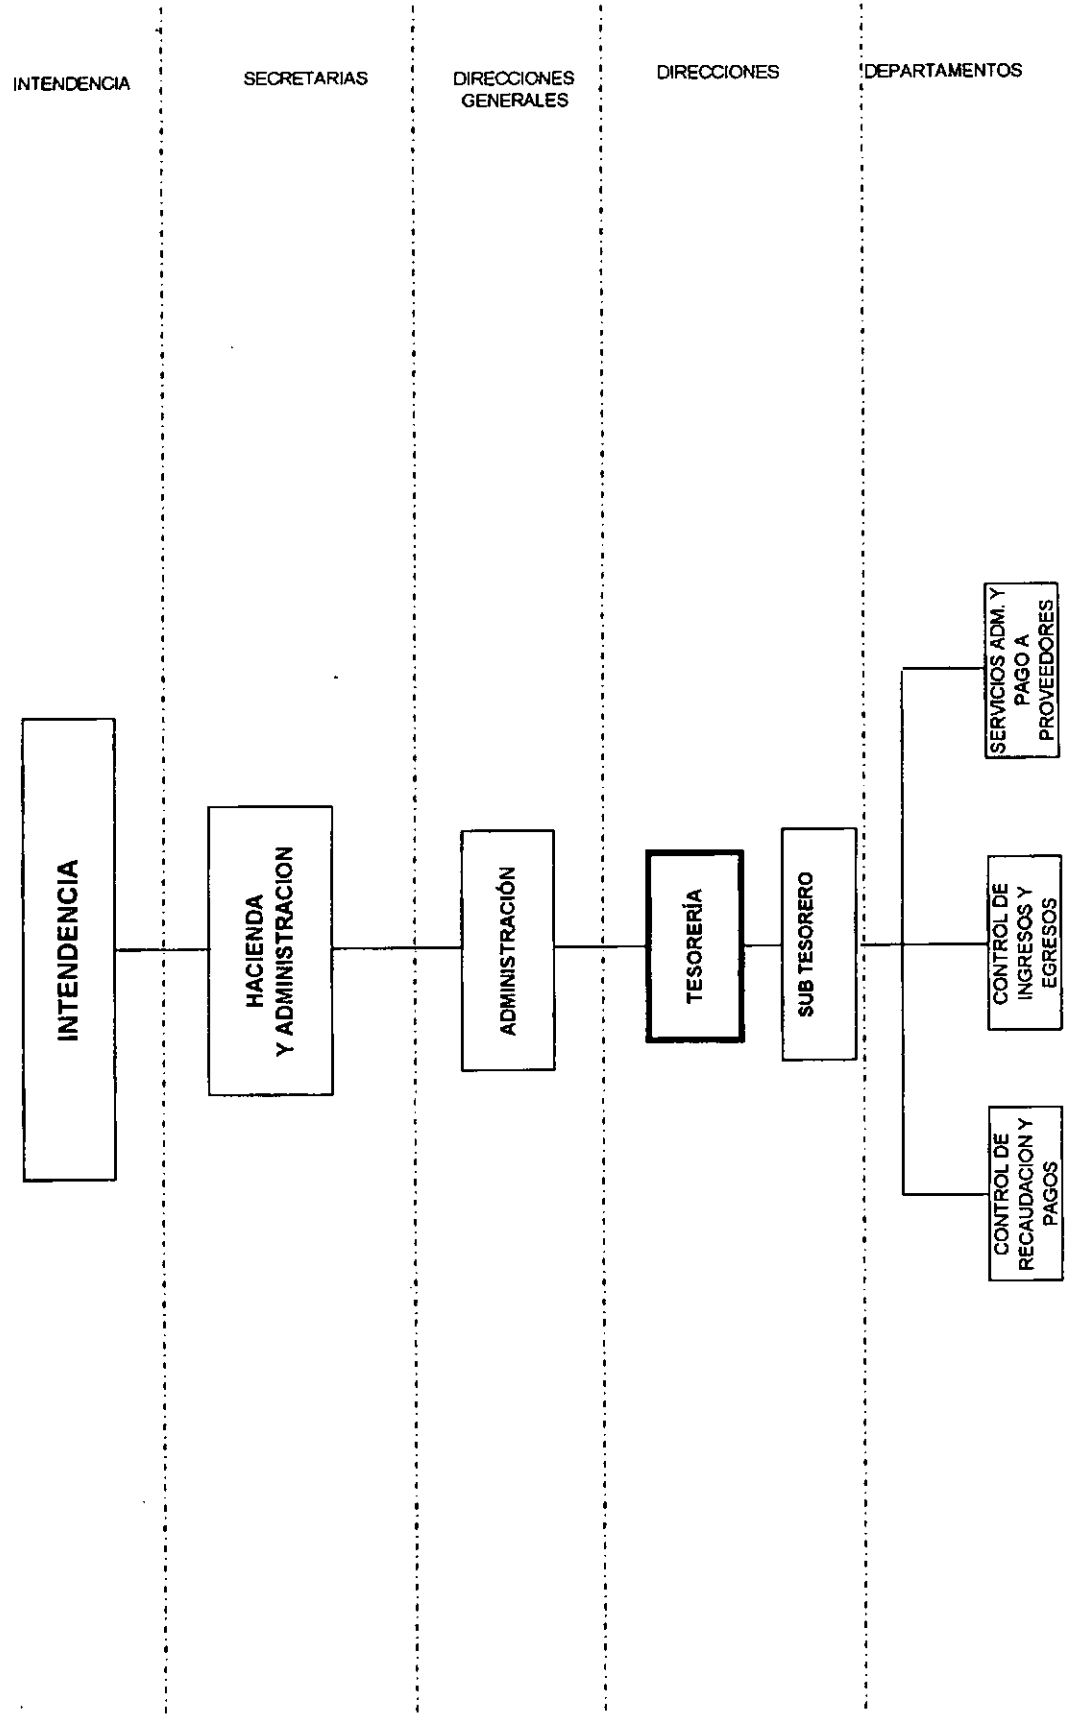 INTENDENCIA
SECRETARIAS
DIRECCIONES
GENERALES
DIRECCIONES
DEPARTAMENTOS
INTENDENCIA
HACIENDA
Y ADMINISTRACION
ADMINISTRACIÓN
TESORERÍA
SUB TESORERO
CONTROL DE
RECAUDACION Y
PAGOS
CONTROL DE
INGRESOS Y
EGRESOS
SERVICIOS ADM. Y
PAGO A
PROVEEDORES